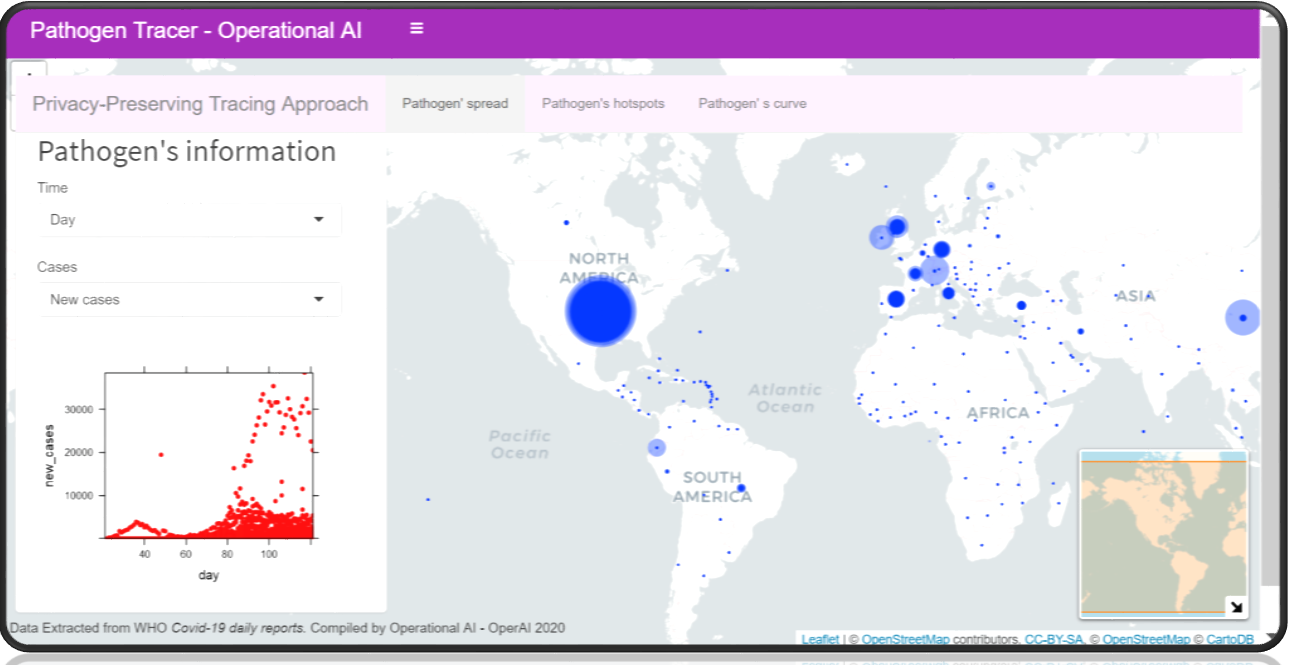 Pathogen Tracer - Operational AI
Privacy-Preserving Tracing Approach
Pathogen' spread
Pathogen's hotspots
Pathogen' s curve
Pathogen's information
Time
Day
Cases
New cases
new_cases
30000
20000
10000
40 60 80 100
day
NORTH
AMERICA
Atlantic
Ocean
Pacific
Ocean
SOUTH
AMERICA
AFRICA
ASIA
Data Extracted from WHO Covid-19 daily reports. Compiled by Operational AI - OperAI 2020
Leaflet | © OpenStreetMap contributors, CC-BY-SA, © OpenStreetMap © CartoDB